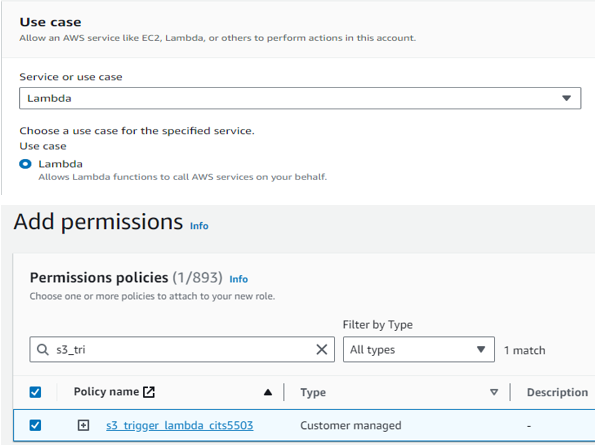 Use case
Allow an AWS service like EC2, Lambda, or others to perform actions in this account.
Service or use case
Lambda
Choose a use case for the specified service.
Use case
Lambda
Allows Lambda functions to call AWS services on your behalf.
Add permissions Info
Permissions policies (1/893) Info
Choose one or more policies to attach to your new role.
Filter by Type
s3_tri All types 1 match
Policy name Type Description
s3_trigger_lambda_cits5503 Customer managed -